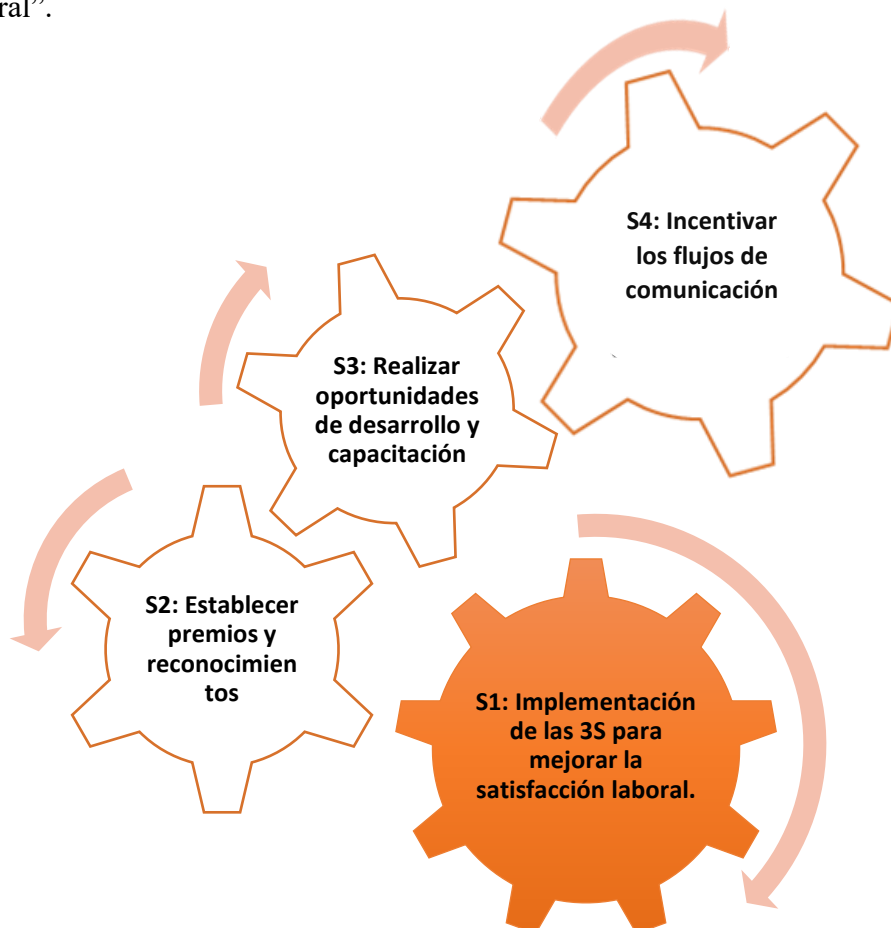 ral”.
S4: Incentivar
los flujos de
comunicación
S3: Realizar
oportunidades
de desarrollo y
capacitación
S2: Establecer
premios y
reconocimien
tos
S1: Implementación
de las 3S para
mejorar la
satisfacción laboral.